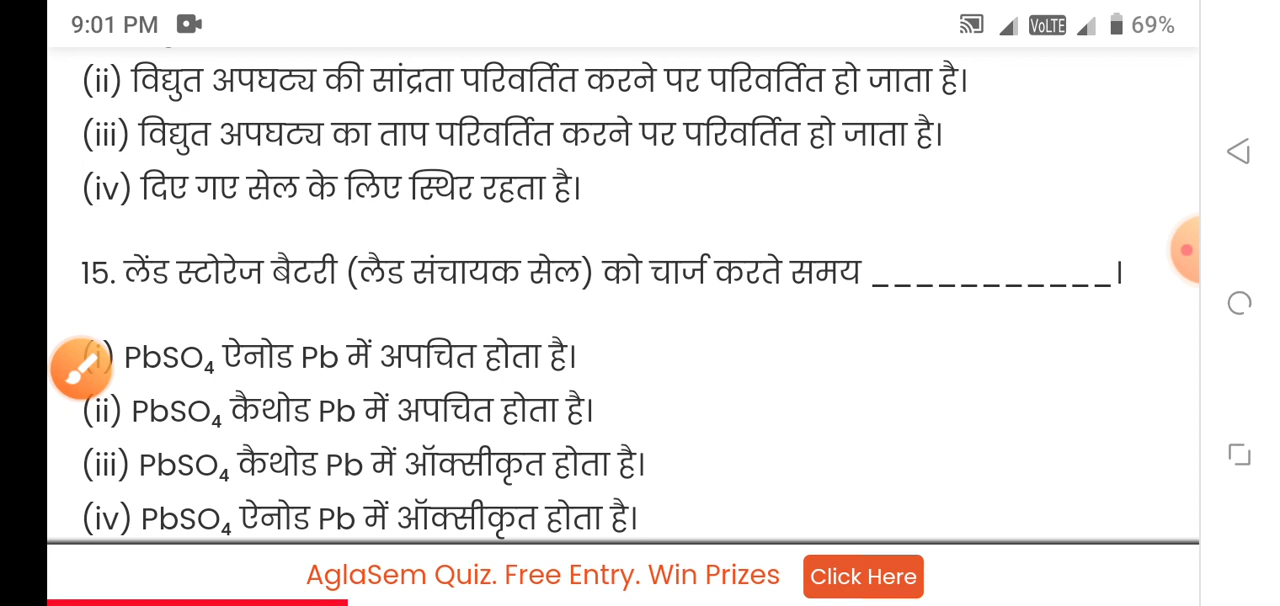 9:01 PM VoLTE 69%
(ii) विद्युत अपघट्य की सांद्रता परिवर्तित करने पर परिवर्तित हो जाता है।
(iii) विद्युत अपघट्य का ताप परिवर्तित करने पर परिवर्तित हो जाता है।
(iv) दिए गए सेल के लिए स्थिर रहता है।
15. लेंड स्टोरेज बैटरी (लैड संचायक सेल) को चार्ज करते समय ___________।
(i) PbSO₄ ऐनोड Pb में अपचित होता है।
(ii) PbSO₄ कैथोड Pb में अपचित होता है।
(iii) PbSO₄ कैथोड Pb में ऑक्सीकृत होता है।
(iv) PbSO₄ ऐनोड Pb में ऑक्सीकृत होता है।
AglaSem Quiz. Free Entry. Win Prizes Click Here